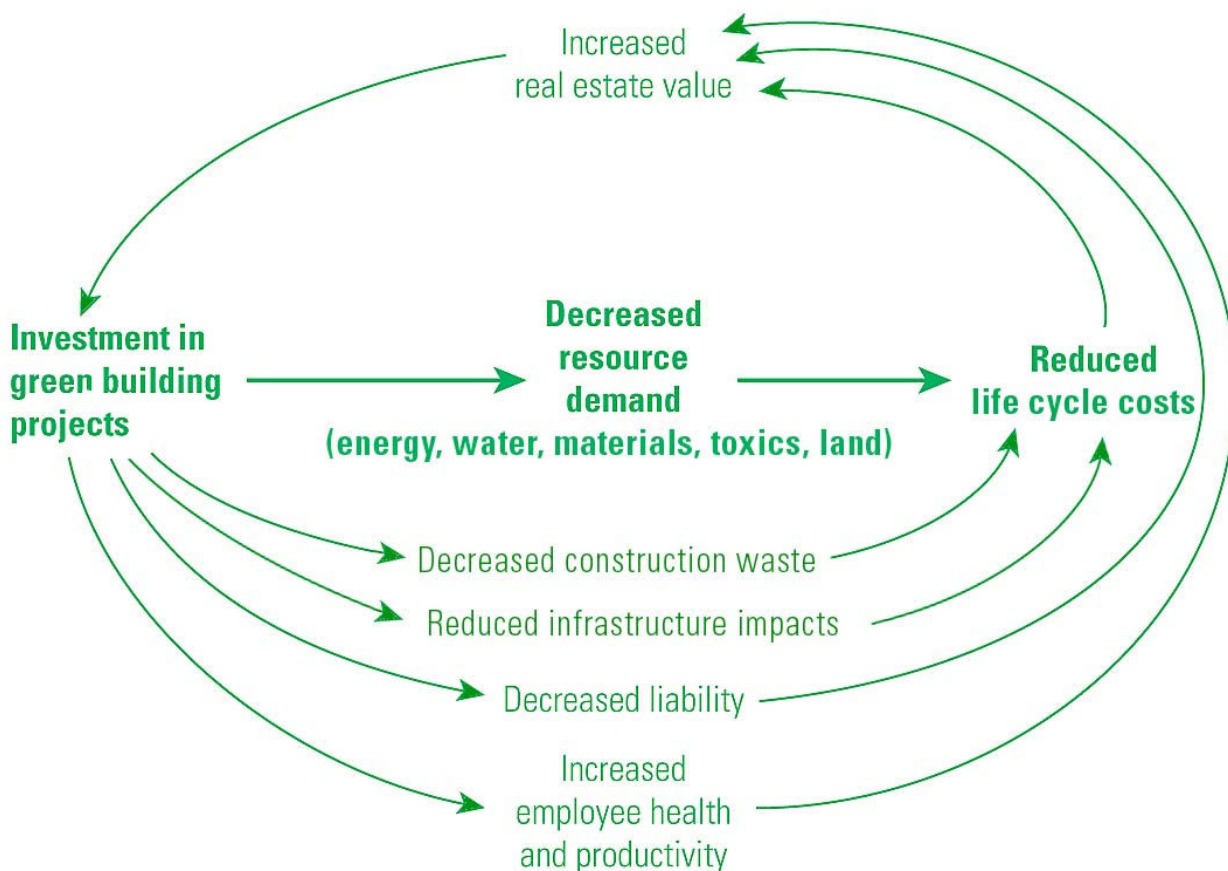 Increased
real estate value
Investment in
green building
projects
Decreased
resource
demand
(energy, water, materials, toxics, land)
Reduced
life cycle costs
Decreased construction waste
Reduced infrastructure impacts
Decreased liability
Increased
employee health
and productivity